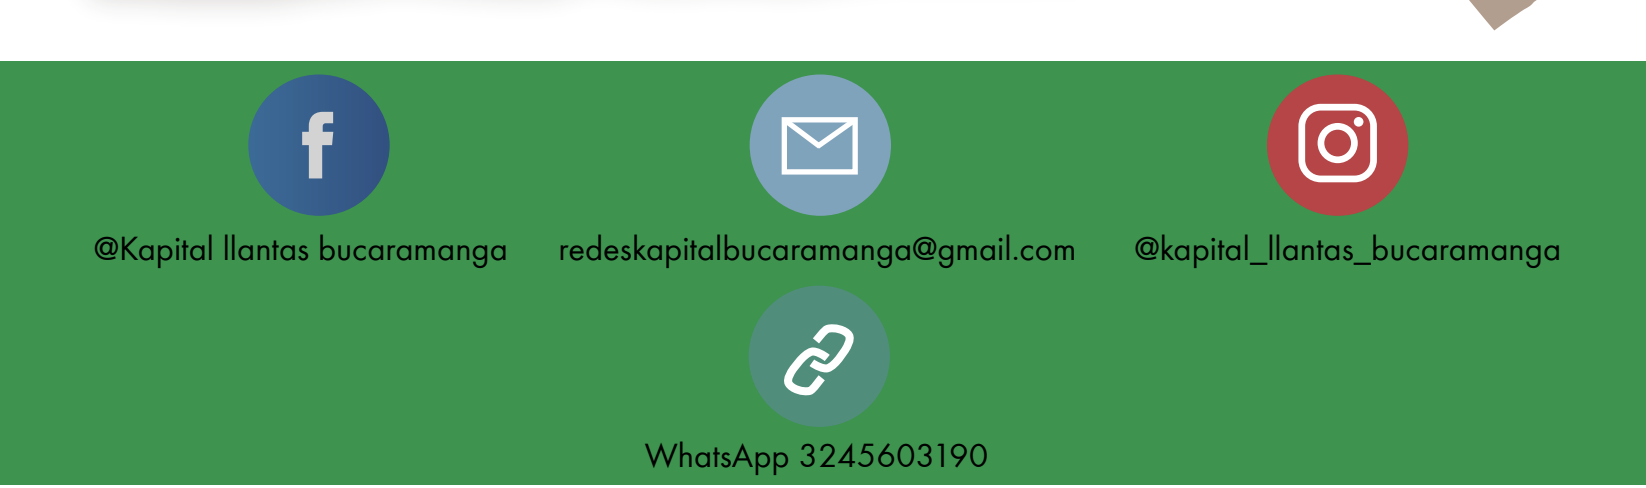 @Kapital llantas bucaramanga
redeskapitalbucaramanga@gmail.com
@kapital_llantas_bucaramanga
WhatsApp 3245603190